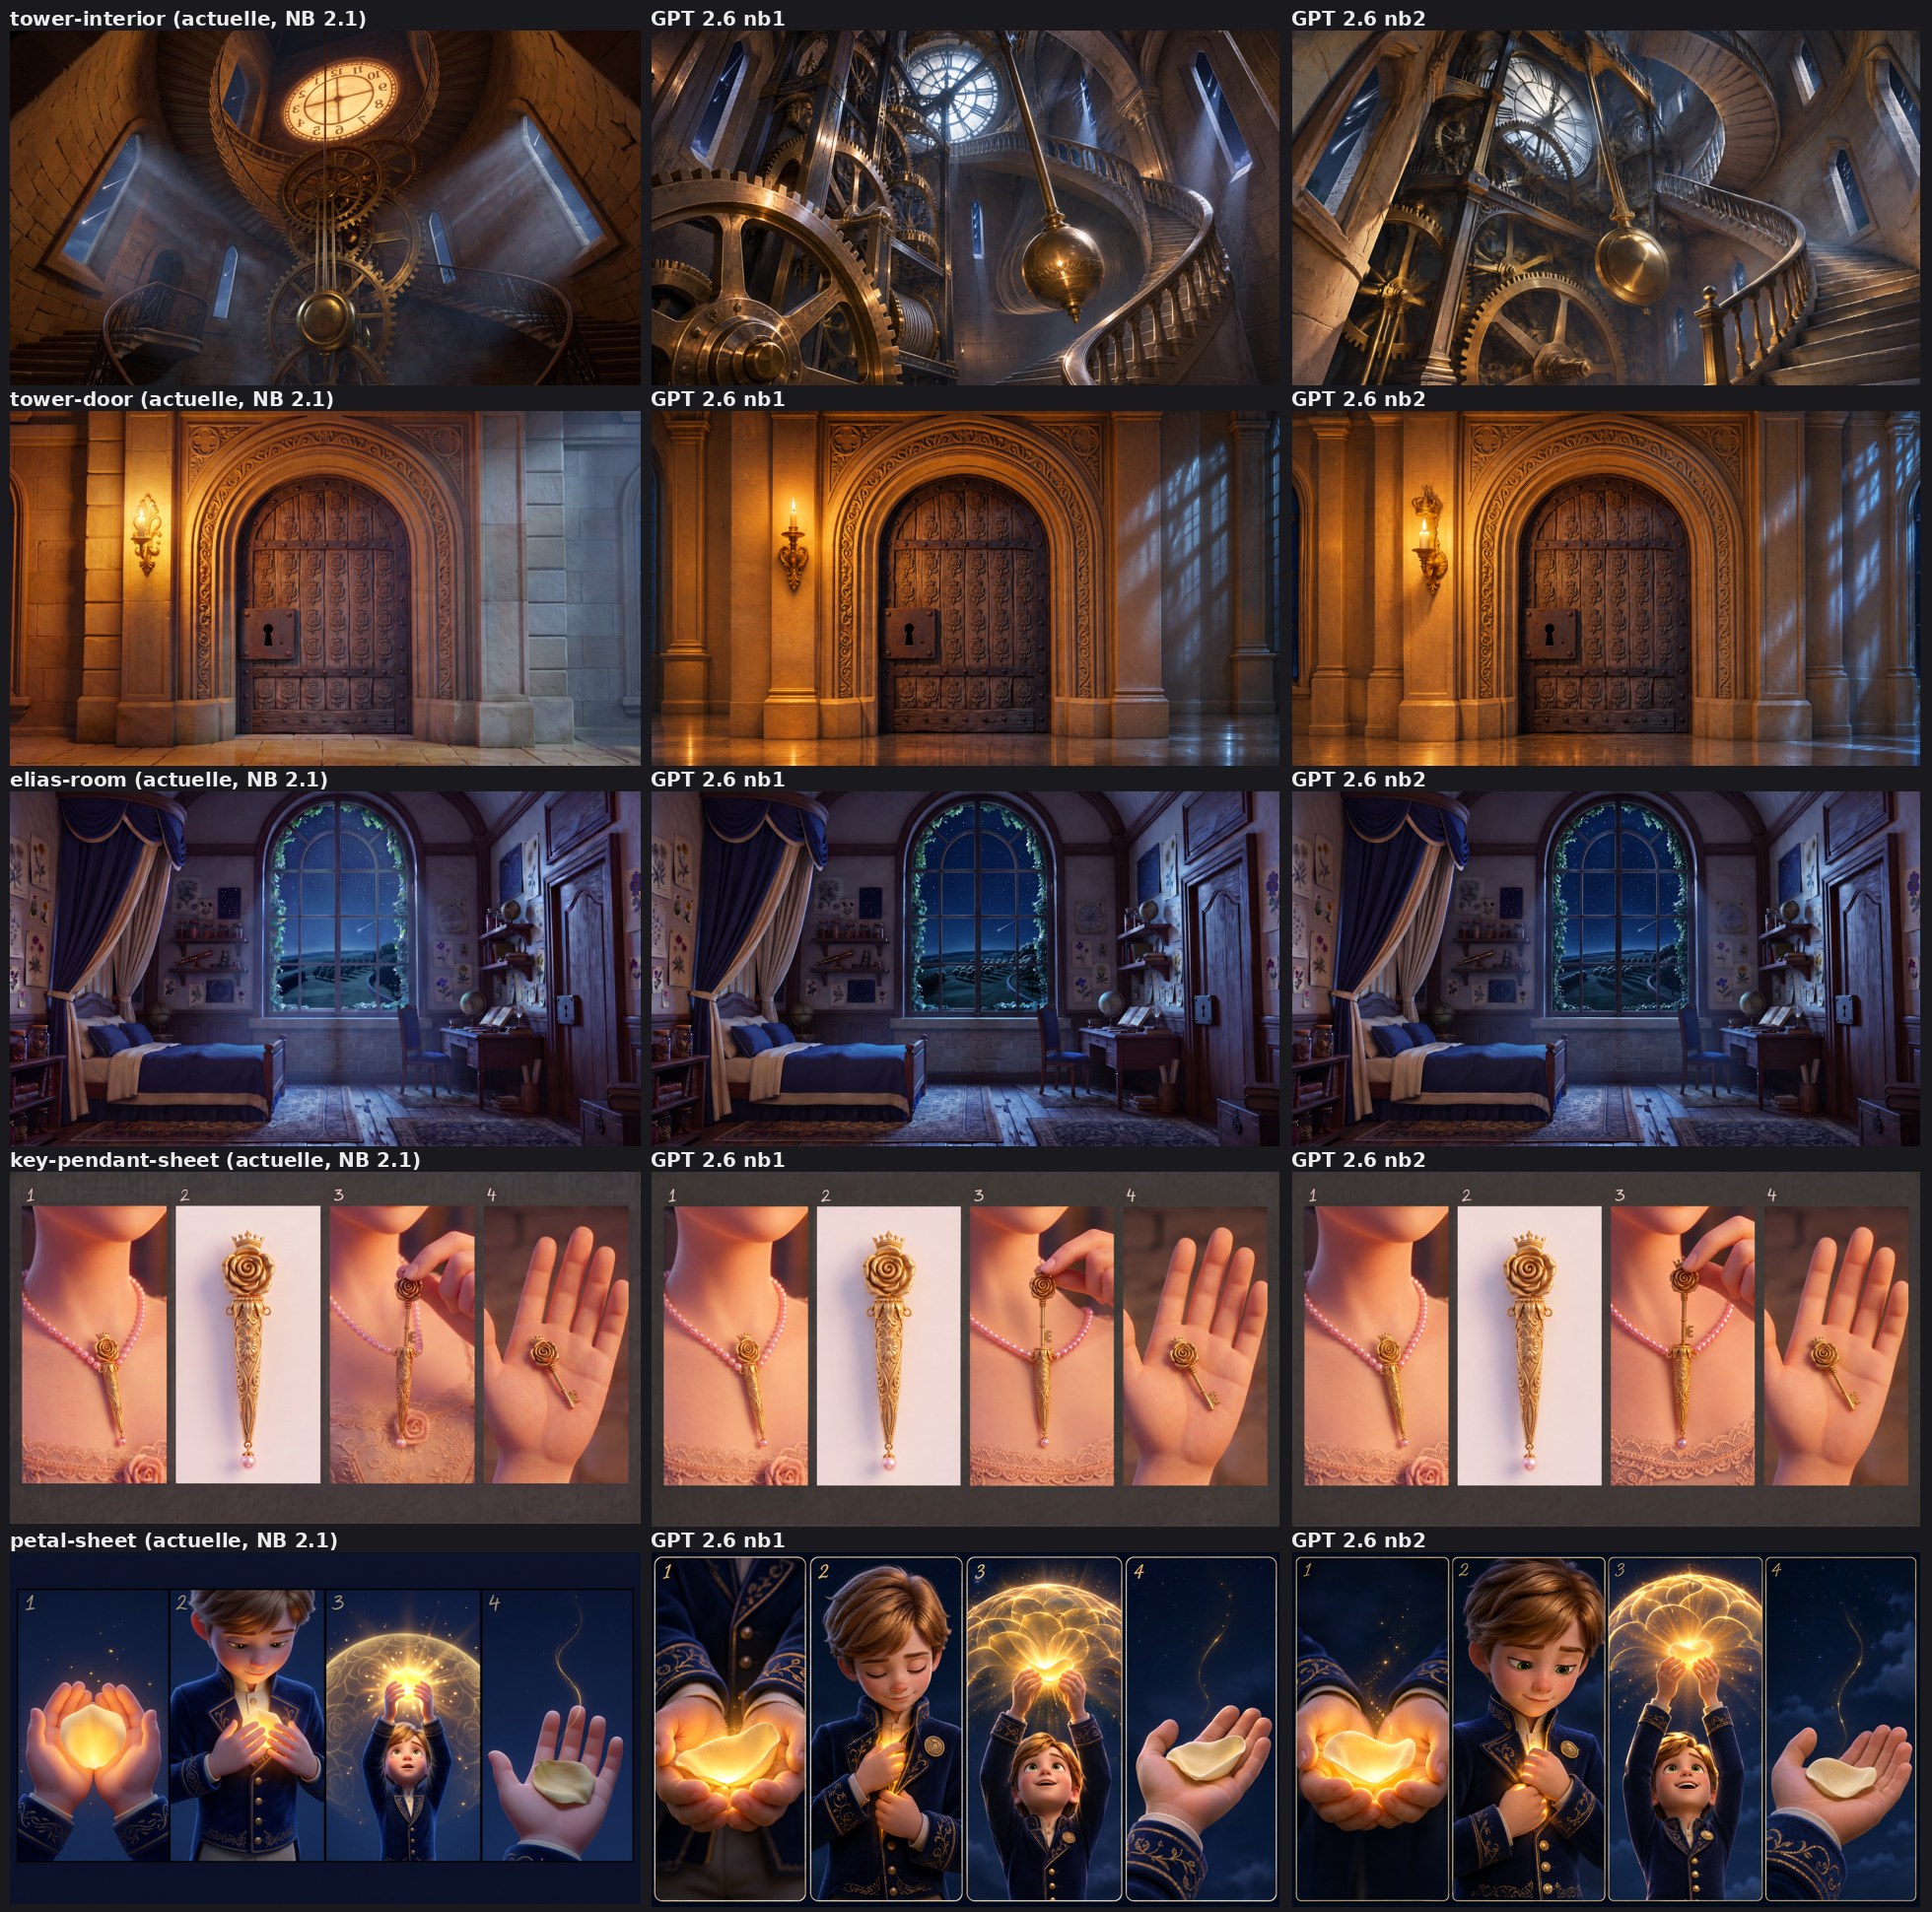 tower-interior (actuelle, NB 2.1) GPT 2.6 nb1 GPT 2.6 nb2
tower-door (actuelle, NB 2.1) GPT 2.6 nb1 GPT 2.6 nb2
elias-room (actuelle, NB 2.1) GPT 2.6 nb1 GPT 2.6 nb2
key-pendant-sheet (actuelle, NB 2.1) GPT 2.6 nb1 GPT 2.6 nb2
1 2 3 4 1 2 3 4 1 2 3 4
petal-sheet (actuelle, NB 2.1) GPT 2.6 nb1 GPT 2.6 nb2
1 2 3 4 1 2 3 4 1 2 3 4